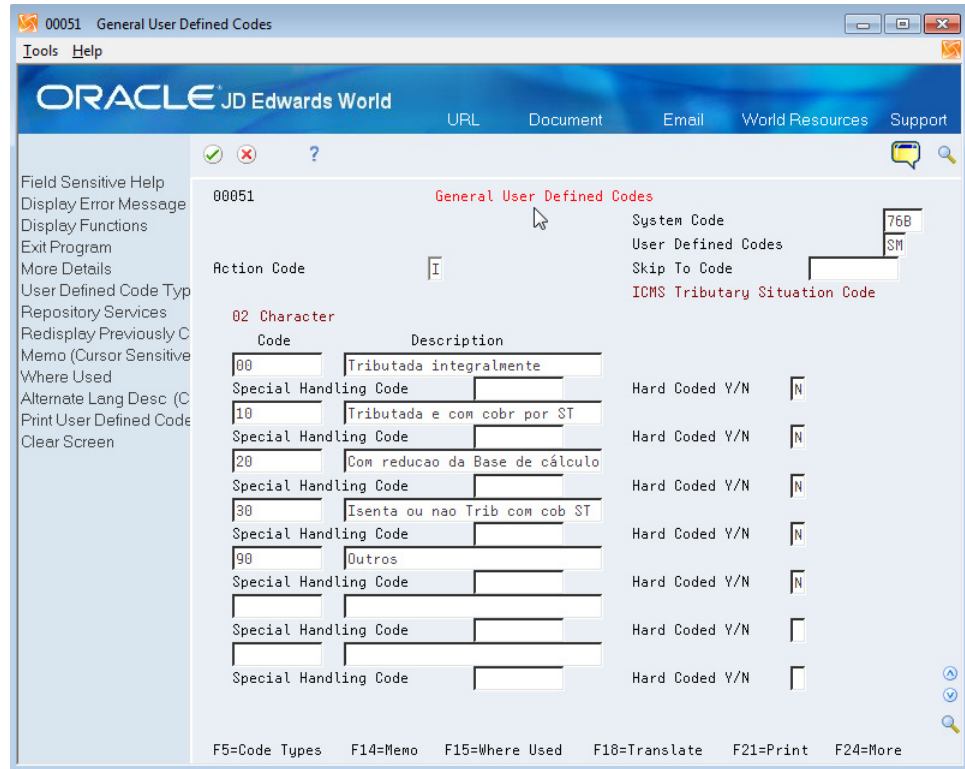 00051 General User Defined Codes
Tools Help
ORACLE JD Edwards World
URL Document Email World Resources Support
?
Field Sensitive Help
Display Error Message
Display Functions
Exit Program
More Details
User Defined Code Typ
Repository Services
Redisplay Previously C
Memo (Cursor Sensitive
Where Used
Alternate Lang Desc (C
Print User Defined Code
Clear Screen
00051 General User Defined Codes
System Code 76B
User Defined Codes SM
Action Code I Skip To Code
ICMS Tributary Situation Code
02 Character
Code Description
00 Tributada integralmente
Special Handling Code Hard Coded Y/N N
10 Tributada e com cobr por ST
Special Handling Code Hard Coded Y/N N
20 Com reducao da Base de cálculo
Special Handling Code Hard Coded Y/N N
30 Isenta ou nao Trib com cob ST
Special Handling Code Hard Coded Y/N N
90 Outros
Special Handling Code Hard Coded Y/N N
Special Handling Code Hard Coded Y/N
Special Handling Code Hard Coded Y/N
F5=Code Types F14=Memo F15=Where Used F18=Translate F21=Print F24=More